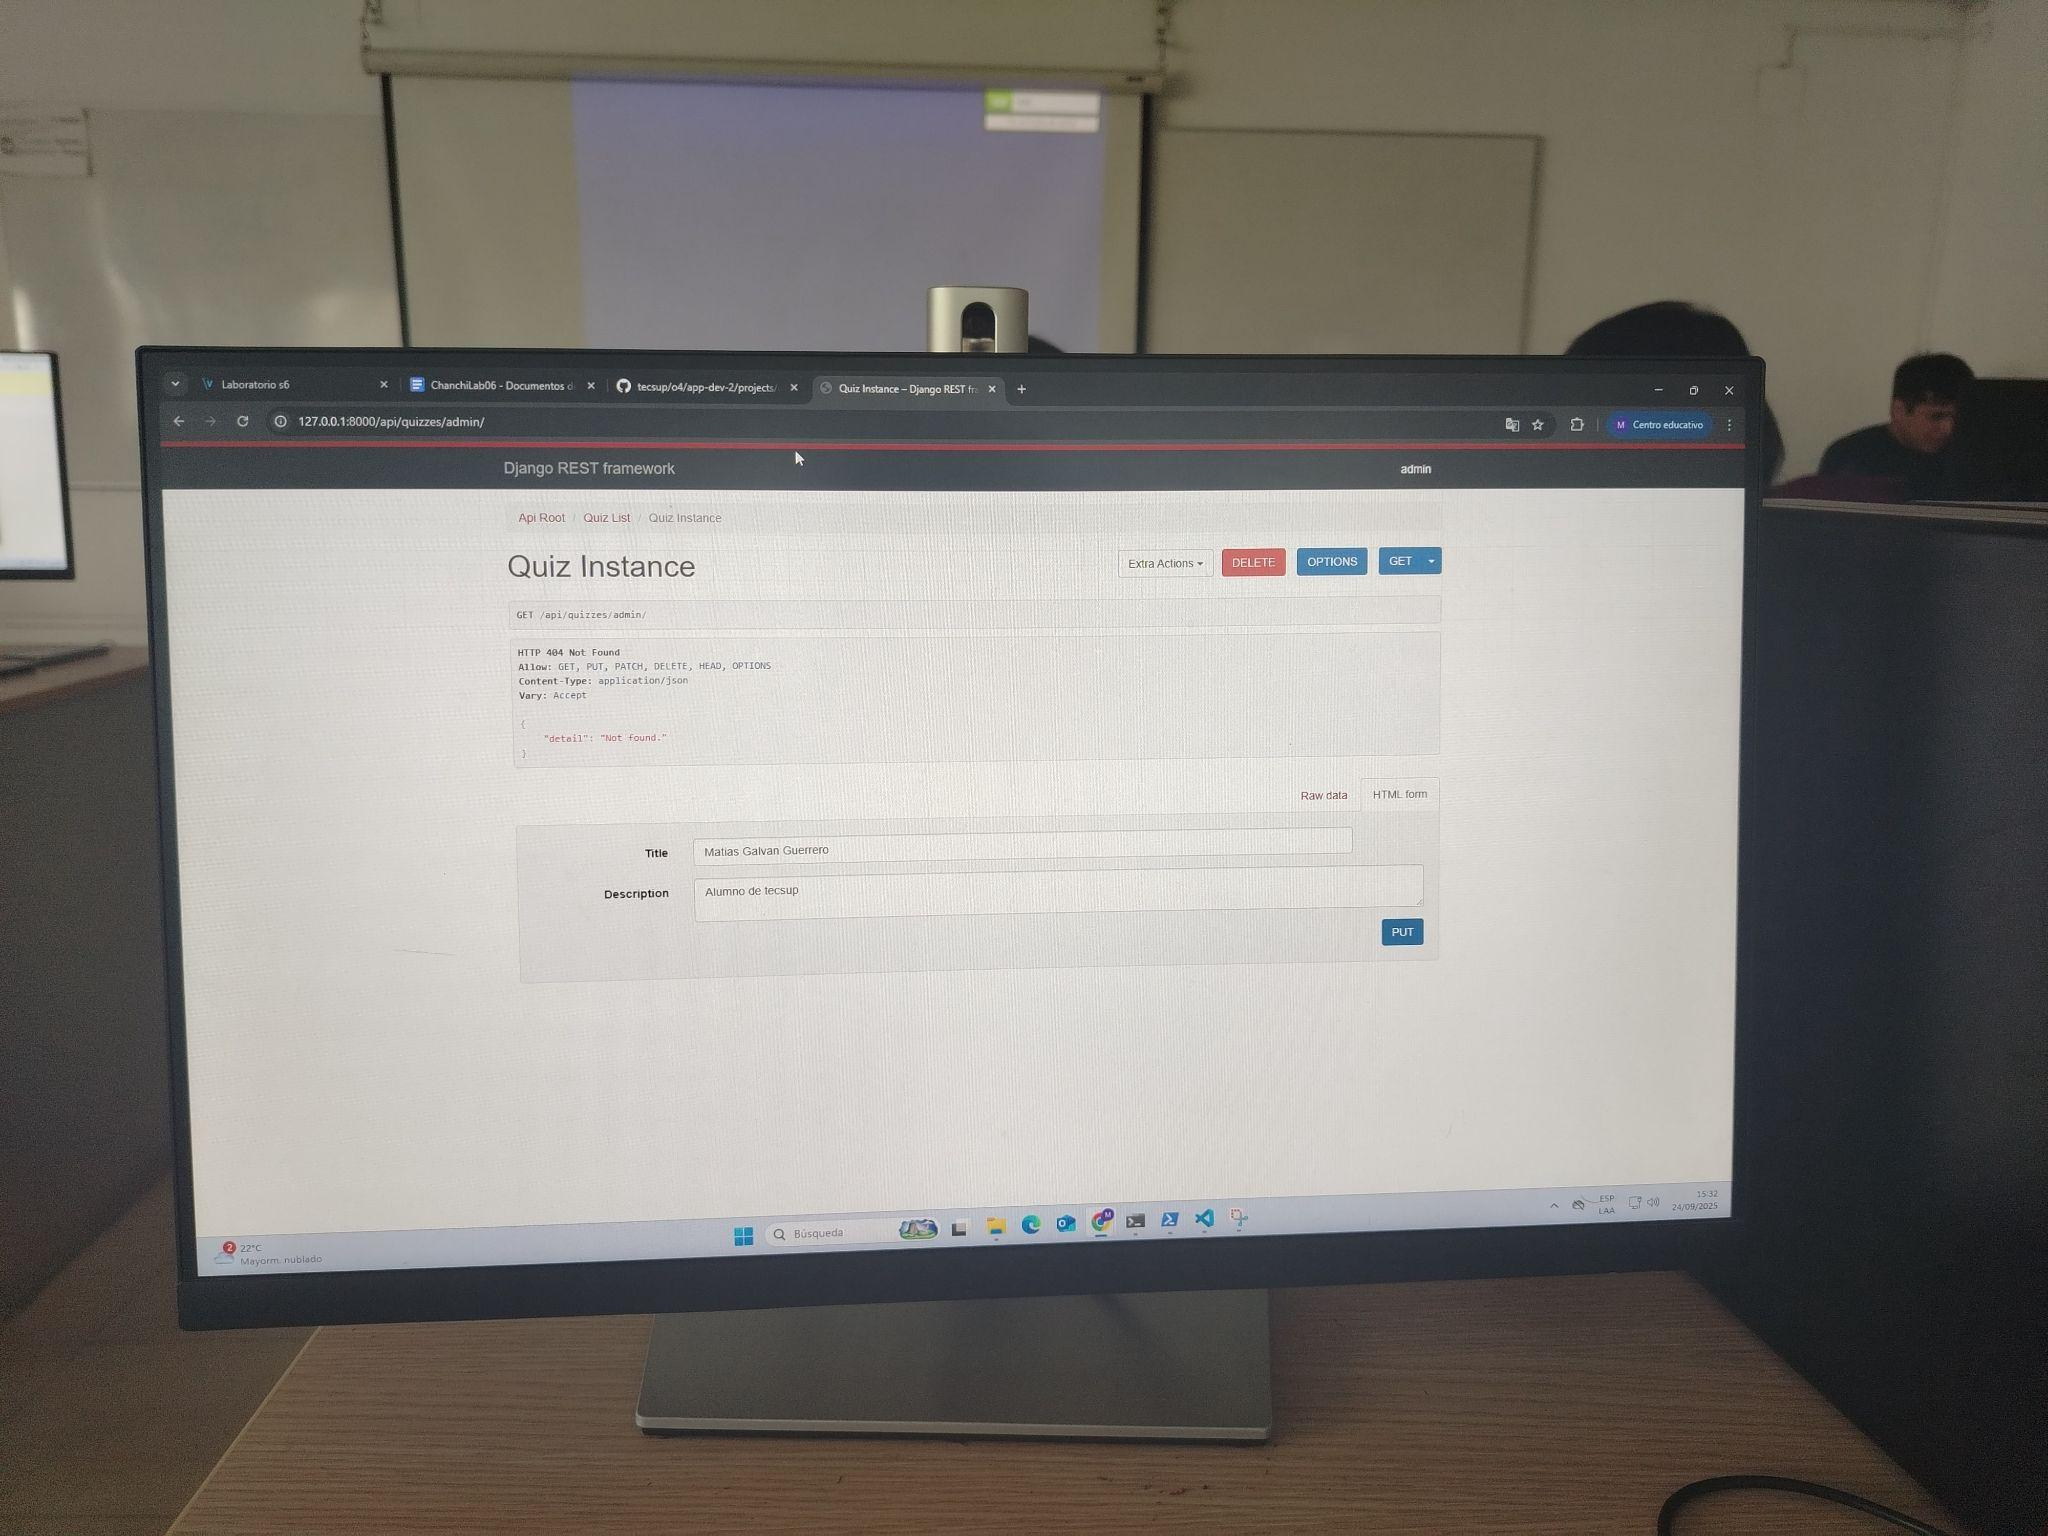 Laboratorio s6
ChanchiLab06 - Documentos d
tecsup/o4/app-dev-2/projects/
Quiz Instance – Django REST fra
127.0.0.1:8000/api/quizzes/admin/
M Centro educativo
Django REST framework
admin
Api Root / Quiz List / Quiz Instance
Quiz Instance
Extra Actions
DELETE
OPTIONS
GET
GET /api/quizzes/admin/
HTTP 404 Not Found
Allow: GET, PUT, PATCH, DELETE, HEAD, OPTIONS
Content-Type: application/json
Vary: Accept
{
"detail": "Not found."
}
Raw data
HTML form
Title
Matias Galvan Guerrero
Description
Alumno de tecsup
PUT
2
22°C
Mayorm. nublado
Búsqueda
M
ESP
LAA
15:32
24/09/2025